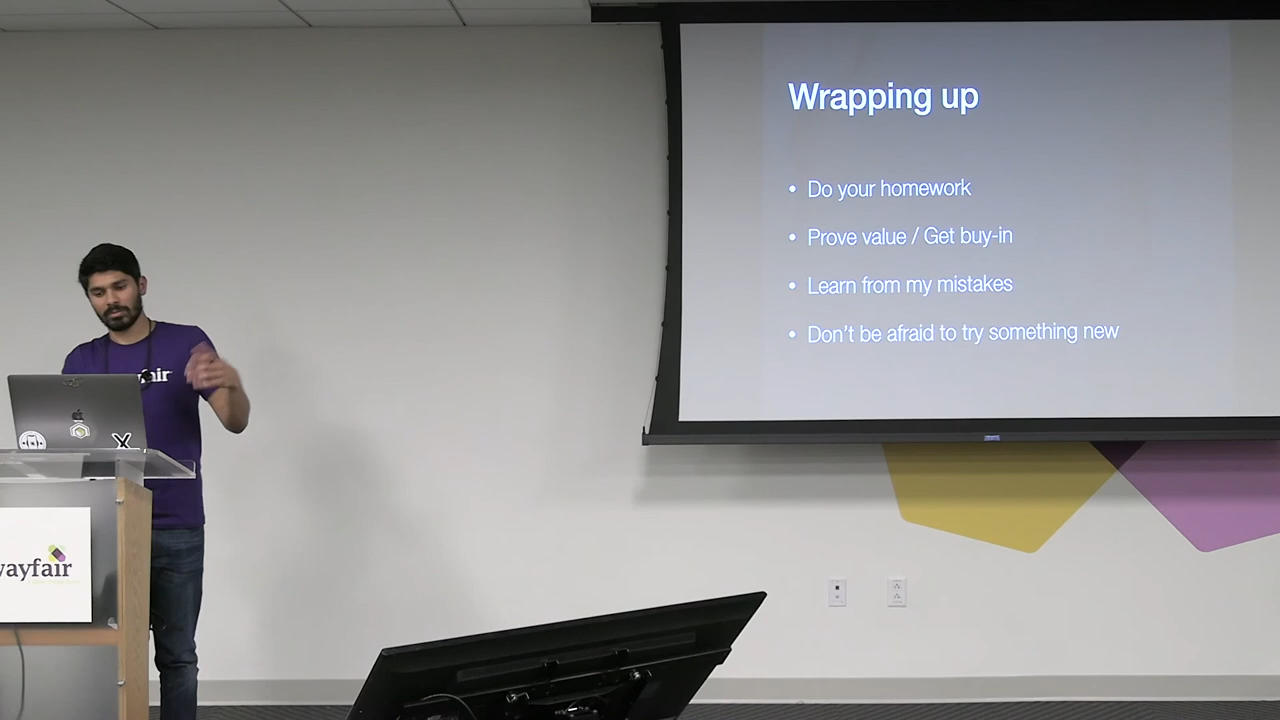 Wrapping up
• Do your homework
• Prove value / Get buy-in
• Learn from my mistakes
• Don't be afraid to try something new
air
X
wayfair